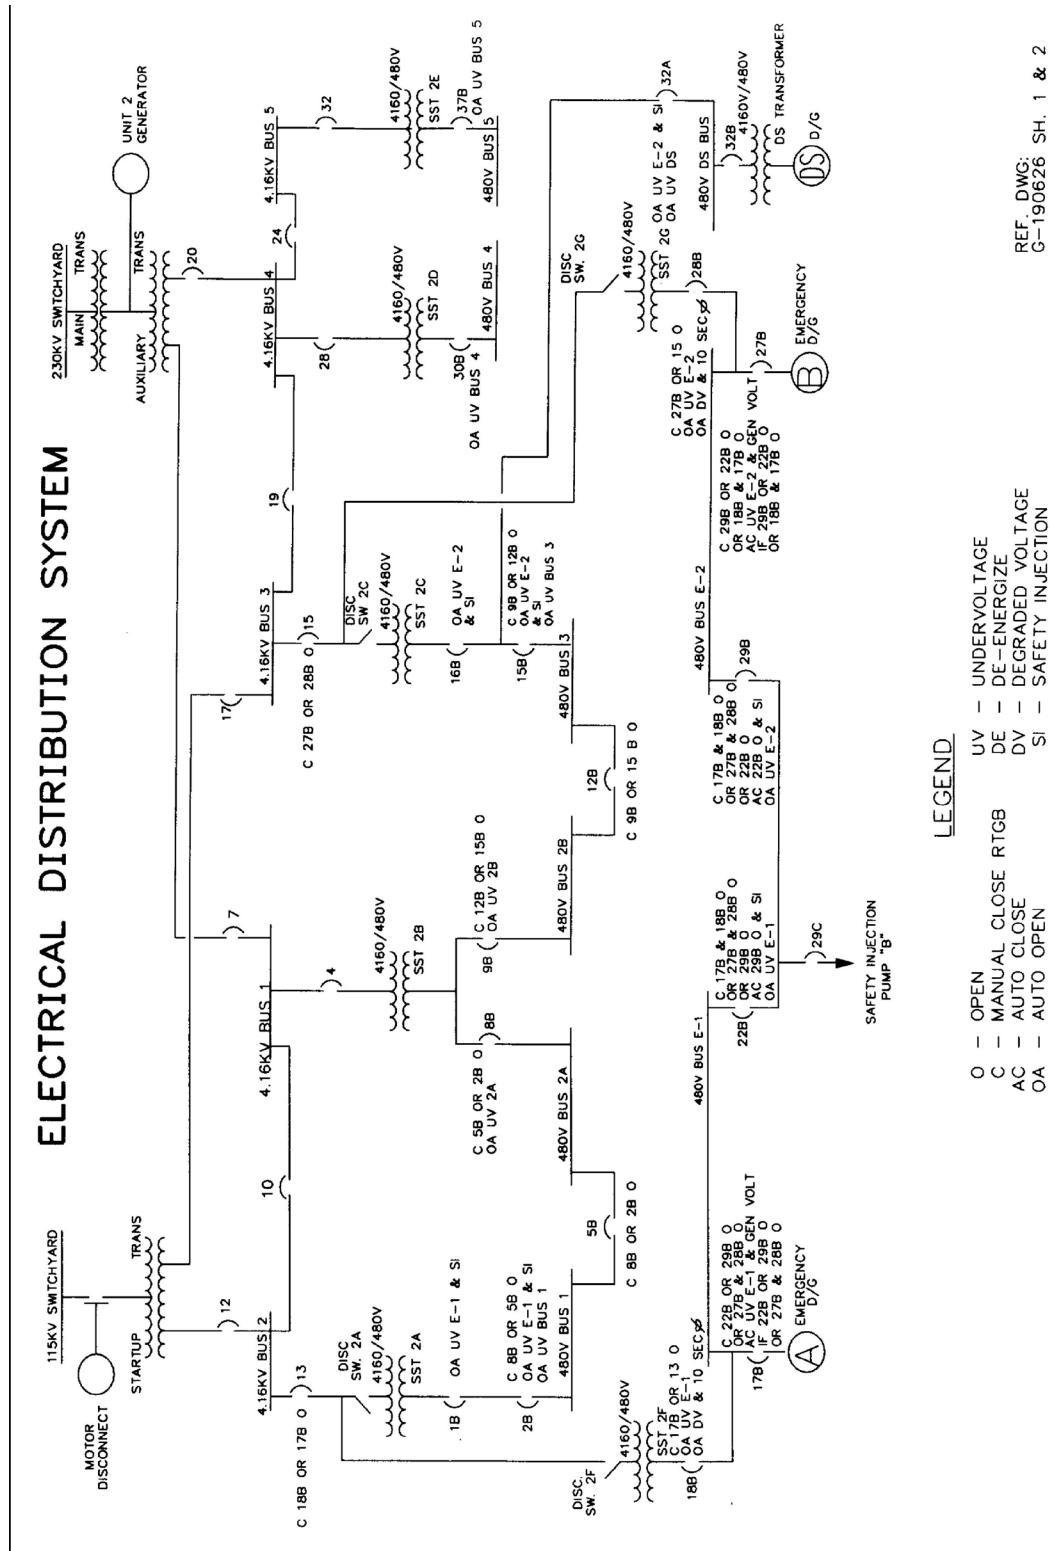 ELECTRICAL DISTRIBUTION SYSTEM
115KV SWITCHYARD
MOTOR
DISCONNECT
STARTUP
TRANS
230KV SWITCHYARD
MAIN
TRANS
UNIT 2
GENERATOR
AUXILIARY
TRANS
12
7
17
20
4.16KV BUS 2
10
4.16KV BUS 1
4.16KV BUS 3
19
4.16KV BUS 4
24
4.16KV BUS 5
C 18B OR 17B O
13
4
15
C 27B OR 28B O
28
32
DISC
SW. 2A
4160/480V
SST 2A
4160/480V
SST 2B
DISC
SW 2C
4160/480V
SST 2C
4160/480V
SST 2D
4160/480V
SST 2E
1B
OA UV E-1 & SI
2B
C 8B OR 5B O
OA UV E-1 & SI
OA UV BUS 1
480V BUS 1
C 5B OR 2B O
OA UV 2A
8B
480V BUS 2A
9B
C 12B OR 15B O
OA UV 2B
480V BUS 2B
16B
OA UV E-2
& SI
15B
C 9B OR 12B O
OA UV E-2
& SI
OA UV BUS 3
480V BUS 3
30B
OA UV BUS 4
480V BUS 4
37B
OA UV BUS 5
480V BUS 5
5B
C 8B OR 2B O
12B
C 9B OR 15 B O
DISC.
SW. 2F
4160/480V
SST 2F
C 17B OR 13 O
OA UV E-1
OA DV & 10 SECø
18B
DISC
SW. 2G
4160/480V
SST 2G
28B
C 27B OR 15 O
OA UV E-2
OA DV & 10 SECø
OA UV E-2 & SI
OA UV DS
32A
480V DS BUS
32B
4160V/480V
DS TRANSFORMER
DS
D/G
480V BUS E-1
C 22B OR 29B O
OR 27B & 28B O
AC UV E-1 & GEN VOLT
IF 22B OR 29B O
OR 27B & 28B O
17B
A
EMERGENCY
D/G
22B
C 17B & 18B O
OR 27B & 28B O
OR 29B O
AC 29B O & SI
OA UV E-1
C 17B & 18B O
OR 27B & 28B O
OR 22B O
AC 22B O & SI
OA UV E-2
29B
480V BUS E-2
C 29B OR 22B O
OR 18B & 17B O
AC UV E-2 & GEN VOLT
IF 29B OR 22B O
OR 18B & 17B O
27B
B
EMERGENCY
D/G
29C
SAFETY INJECTION
PUMP "B"
LEGEND
O - OPEN
C - MANUAL CLOSE RTGB
AC - AUTO CLOSE
OA - AUTO OPEN
UV - UNDERVOLTAGE
DE - DE-ENERGIZE
DV - DEGRADED VOLTAGE
SI - SAFETY INJECTION
REF. DWG:
G-190626 SH. 1 & 2